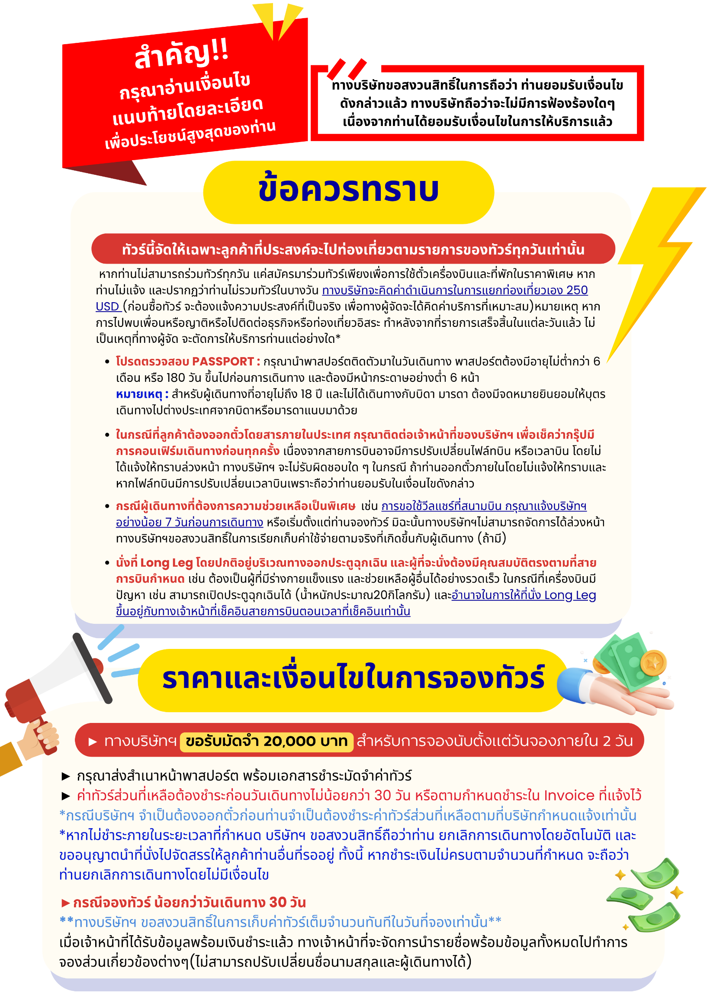 สำคัญ!!
กรุณาอ่านเงื่อนไข
แนบท้ายโดยละเอียด
เพื่อประโยชน์สูงสุดของท่าน
ทางบริษัทขอสงวนสิทธิ์ในการถือว่า ท่านยอมรับเงื่อนไข
ดังกล่าวแล้ว ทางบริษัทถือว่าจะไม่มีการฟ้องร้องใดๆ
เนื่องจากท่านได้ยอมรับเงื่อนไขในการให้บริการแล้ว
ข้อควรทราบ
ทัวร์นี้จัดให้เฉพาะลูกค้าที่ประสงค์จะไปท่องเที่ยวตามรายการของทัวร์ทุกวันเท่านั้น
หากท่านไม่สามารถร่วมทัวร์ทุกวัน แค่สมัครมาร่วมทัวร์เพียงเพื่อการใช้ตั๋วเครื่องบินและที่พักในราคาพิเศษ หาก
ท่านไม่แจ้ง และปรากฏว่าท่านไม่รวมทัวร์ในบางวัน ทางบริษัทจะคิดค่าดำเนินการในการแยกท่องเที่ยวเอง 250
USD (ก่อนซื้อทัวร์ จะต้องแจ้งความประสงค์ที่เป็นจริง เพื่อทางผู้จัดจะได้คิดค่าบริการที่เหมาะสม)หมายเหตุ หาก
การไปพบเพื่อนหรือญาติหรือไปติดต่อธุรกิจหรือท่องเที่ยวอิสระ ทำหลังจากที่รายการเสร็จสิ้นในแต่ละวันแล้ว ไม่
เป็นเหตุที่ทางผู้จัด จะตัดการให้บริการท่านแต่อย่างใด*
• โปรดตรวจสอบ PASSPORT : กรุณานำพาสปอร์ตติดตัวมาในวันเดินทาง พาสปอร์ตต้องมีอายุไม่ต่ำกว่า 6
เดือน หรือ 180 วัน ขึ้นไปก่อนการเดินทาง และต้องมีหน้ากระดาษอย่างต่ำ 6 หน้า
หมายเหตุ : สำหรับผู้เดินทางที่อายุไม่ถึง 18 ปี และไม่ได้เดินทางกับบิดา มารดา ต้องมีจดหมายยินยอมให้บุตร
เดินทางไปต่างประเทศจากบิดาหรือมารดาแนบมาด้วย
• ในกรณีที่ลูกค้าต้องออกตั๋วโดยสารภายในประเทศ กรุณาติดต่อเจ้าหน้าที่ของบริษัทฯ เพื่อเช็คว่ากรุ๊ปมี
การคอนเฟิร์มเดินทางก่อนทุกครั้ง เนื่องจากสายการบินอาจมีการปรับเปลี่ยนไฟล์ทบิน หรือเวลาบิน โดยไม่
ได้แจ้งให้ทราบล่วงหน้า ทางบริษัทฯ จะไม่รับผิดชอบใด ๆ ในกรณี ถ้าท่านออกตั๋วภายในโดยไม่แจ้งให้ทราบและ
หากไฟล์ทบินมีการปรับเปลี่ยนเวลาบินเพราะถือว่าท่านยอมรับในเงื่อนไขดังกล่าว
• กรณีผู้เดินทางที่ต้องการความช่วยเหลือเป็นพิเศษ เช่น การขอใช้วีลแชร์ที่สนามบิน กรุณาแจ้งบริษัทฯ
อย่างน้อย 7 วันก่อนการเดินทาง หรือเริ่มตั้งแต่ท่านจองทัวร์ มิฉะนั้นทางบริษัทฯไม่สามารถจัดการได้ล่วงหน้า
ทางบริษัทฯขอสงวนสิทธิ์ในการเรียกเก็บค่าใช้จ่ายตามจริงที่เกิดขึ้นกับผู้เดินทาง (ถ้ามี)
• นั่งที่ Long Leg โดยปกติอยู่บริเวณทางออกประตูฉุกเฉิน และผู้ที่จะนั่งต้องมีคุณสมบัติตรงตามที่สาย
การบินกำหนด เช่น ต้องเป็นผู้ที่มีร่างกายแข็งแรง และช่วยเหลือผู้อื่นได้อย่างรวดเร็ว ในกรณีที่เครื่องบินมี
ปัญหา เช่น สามารถเปิดประตูฉุกเฉินได้ (น้ำหนักประมาณ20กิโลกรัม) และอำนาจในการให้ที่นั่ง Long Leg
ขึ้นอยู่กับทางเจ้าหน้าที่เช็คอินสายการบินตอนเวลาที่เช็คอินเท่านั้น
ราคาและเงื่อนไขในการจองทัวร์
► ทางบริษัทฯ ขอรับมัดจำ 20,000 บาท สำหรับการจองนับตั้งแต่วันจองภายใน 2 วัน
► กรุณาส่งสำเนาหน้าพาสปอร์ต พร้อมเอกสารชำระมัดจำค่าทัวร์
► ค่าทัวร์ส่วนที่เหลือต้องชำระก่อนวันเดินทางไม่น้อยกว่า 30 วัน หรือตามกำหนดชำระใน Invoice ที่แจ้งไว้
*กรณีบริษัทฯ จำเป็นต้องออกตั๋วก่อนท่านจำเป็นต้องชำระค่าทัวร์ส่วนที่เหลือตามที่บริษัทกำหนดแจ้งเท่านั้น
*หากไม่ชำระภายในระยะเวลาที่กำหนด บริษัทฯ ขอสงวนสิทธิ์ถือว่าท่าน ยกเลิกการเดินทางโดยอัตโนมัติ และ
ขออนุญาตนำที่นั่งไปจัดสรรให้ลูกค้าท่านอื่นที่รออยู่ ทั้งนี้ หากชำระเงินไม่ครบตามจำนวนที่กำหนด จะถือว่า
ท่านยกเลิกการเดินทางโดยไม่มีเงื่อนไข
►กรณีจองทัวร์ น้อยกว่าวันเดินทาง 30 วัน
**ทางบริษัทฯ ขอสงวนสิทธิ์ในการเก็บค่าทัวร์เต็มจำนวนทันทีในวันที่จองเท่านั้น**
เมื่อเจ้าหน้าที่ได้รับข้อมูลพร้อมเงินชำระแล้ว ทางเจ้าหน้าที่จะจัดการนำรายชื่อพร้อมข้อมูลทั้งหมดไปทำการ
จองส่วนเกี่ยวข้องต่างๆ(ไม่สามารถปรับเปลี่ยนชื่อนามสกุลและผู้เดินทางได้)